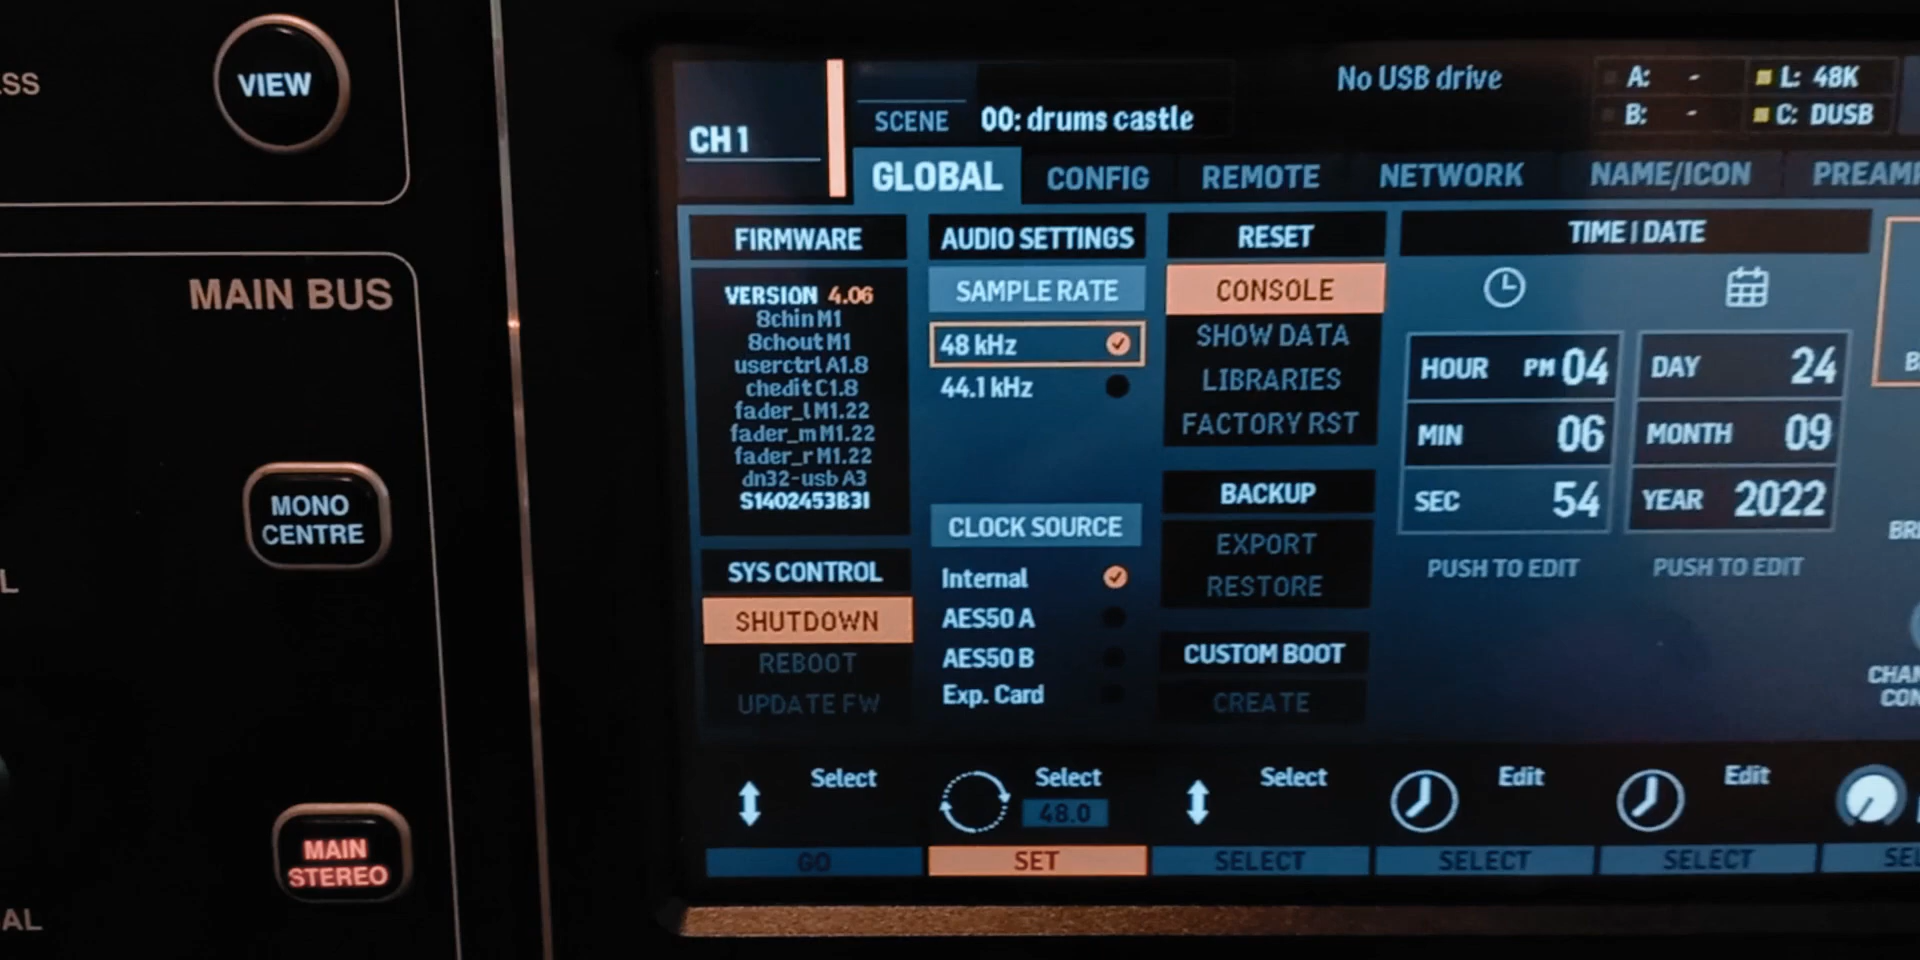 SS
VIEW
MAIN BUS
MONO
CENTRE
L
MAIN
STEREO
AL
CH 1
SCENE 00: drums castle
No USB drive
A: -
L: 48K
B: -
C: DUSB
GLOBAL
CONFIG
REMOTE
NETWORK
NAME/ICON
PREAMP
FIRMWARE
VERSION 4.06
8chin M1
8chout M1
userctrl A1.8
chedit C1.8
fader_l M1.22
fader_m M1.22
fader_r M1.22
dn32-usb A3
S1402453B3I
SYS CONTROL
SHUTDOWN
REBOOT
UPDATE FW
AUDIO SETTINGS
SAMPLE RATE
48 kHz
44.1 kHz
CLOCK SOURCE
Internal
AES50 A
AES50 B
Exp. Card
RESET
CONSOLE
SHOW DATA
LIBRARIES
FACTORY RST
BACKUP
EXPORT
RESTORE
CUSTOM BOOT
CREATE
TIME | DATE
HOUR PM 04
MIN 06
SEC 54
PUSH TO EDIT
DAY 24
MONTH 09
YEAR 2022
PUSH TO EDIT
B
BRI
CHAN
CON
Select
Select
48.0
Select
Edit
Edit
GO
SET
SELECT
SELECT
SELECT
SEL